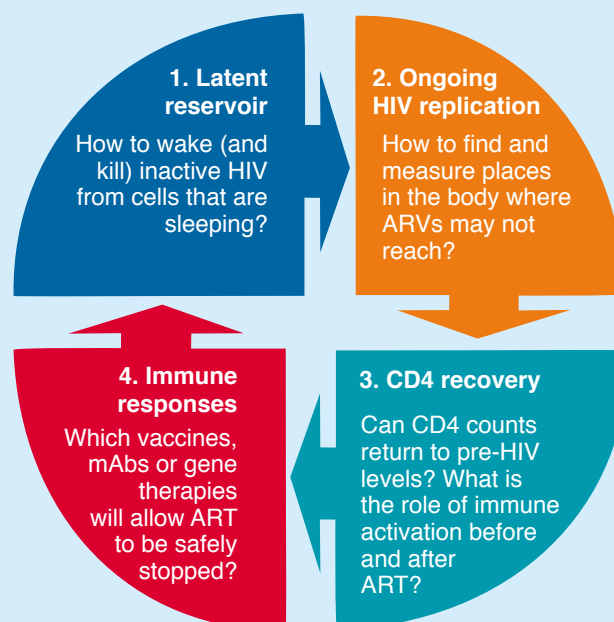 1. Latent
reservoir
How to wake (and
kill) inactive HIV
from cells that are
sleeping?
2. Ongoing
HIV replication
How to find and
measure places
in the body where
ARVs may not
reach?
3. CD4 recovery
Can CD4 counts
return to pre-HIV
levels? What is
the role of immune
activation before
and after
ART?
4. Immune
responses
Which vaccines,
mAbs or gene
therapies
will allow ART
to be safely
stopped?